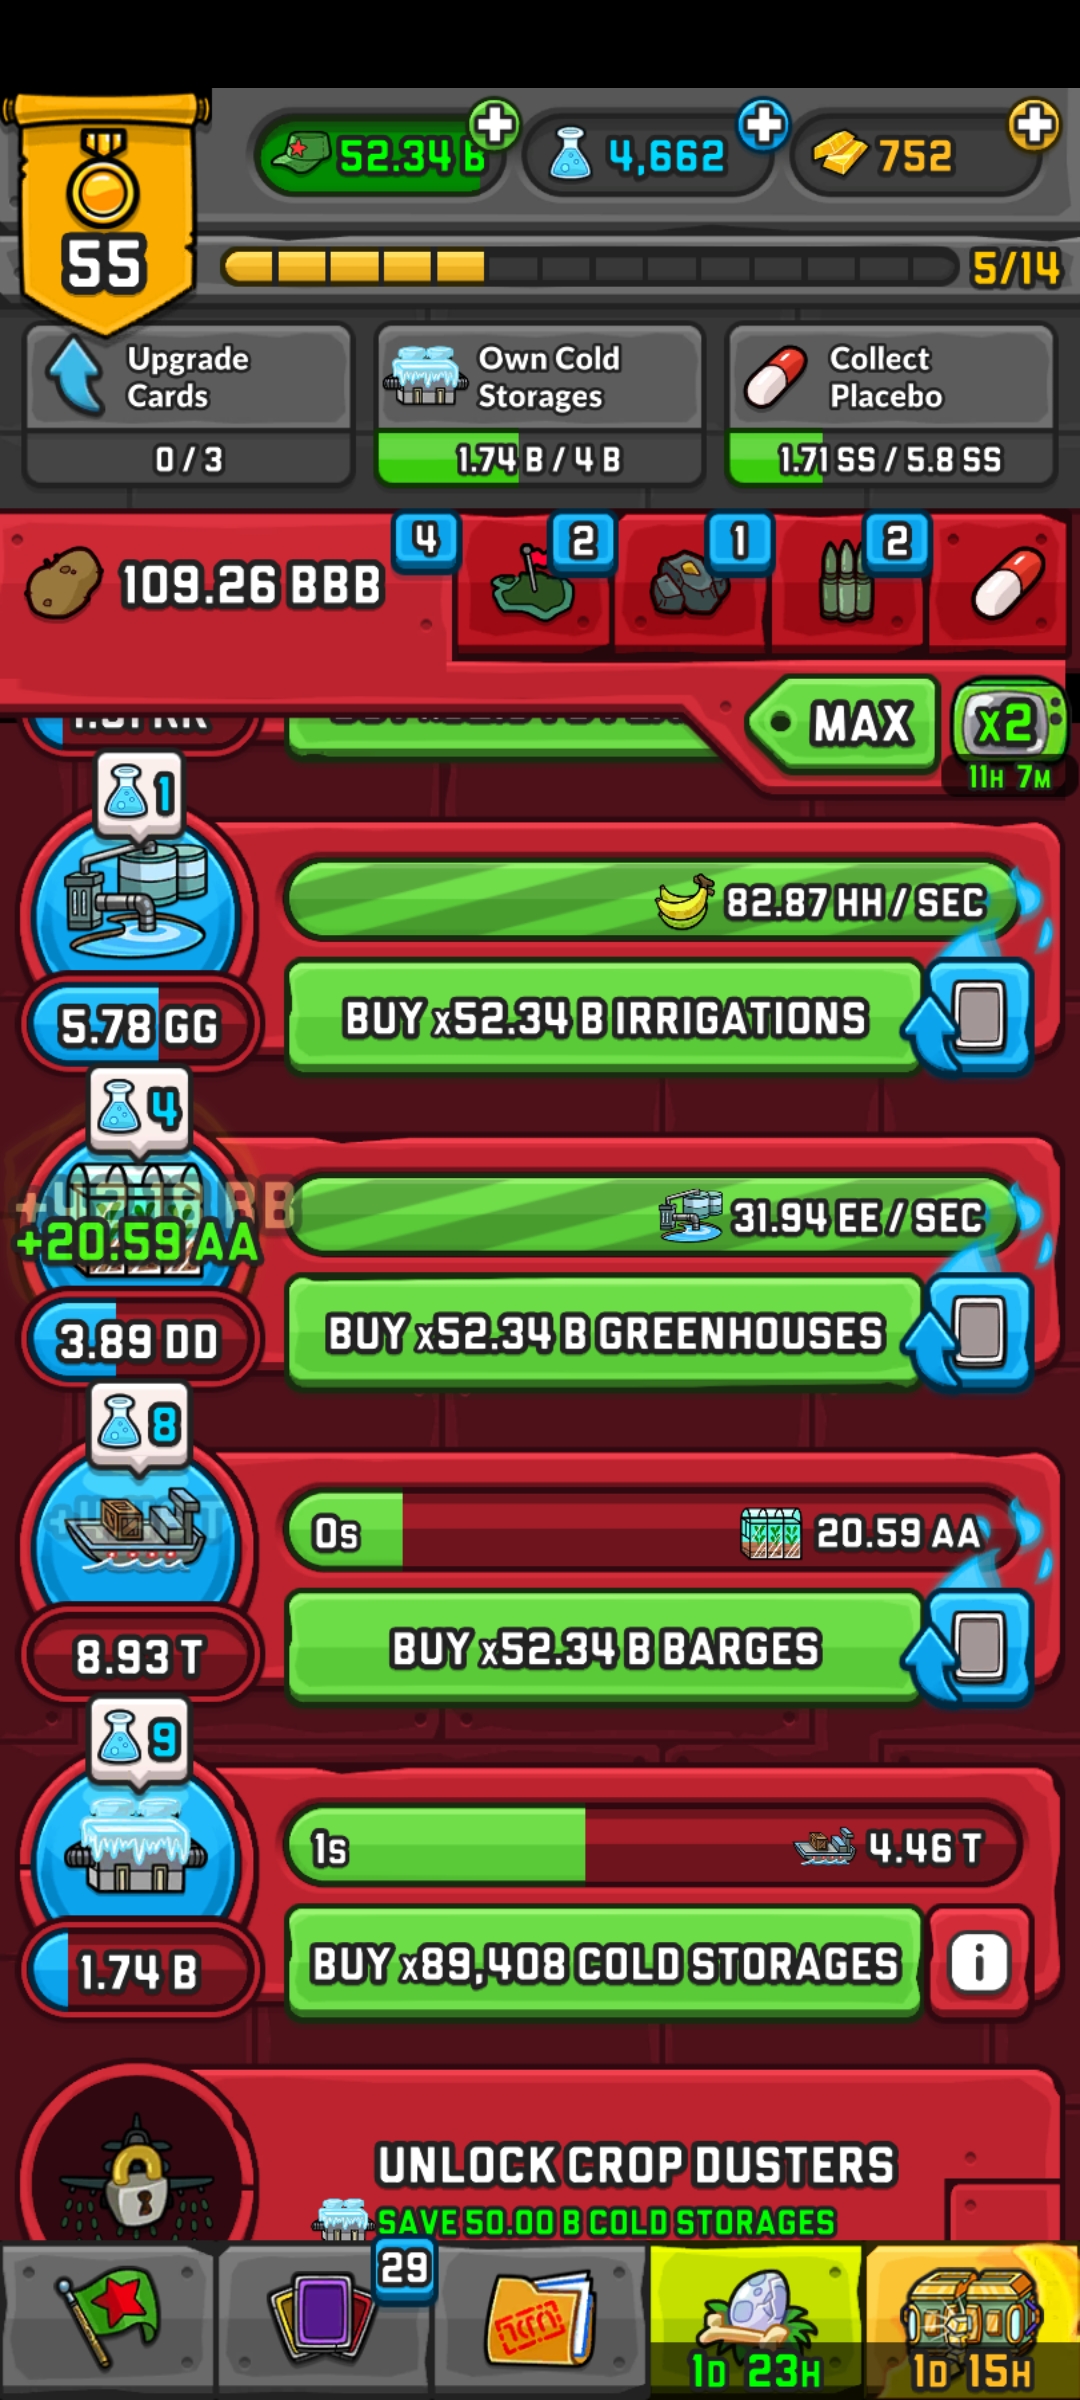 52.34 B
4,662
752
55
5/14
Upgrade Cards
0 / 3
Own Cold Storages
1.74 B / 4 B
Collect Placebo
1.71 SS / 5.8 SS
109.26 BBB
4
2
1
2
MAX
x2
11H 7M
1
82.87 HH / SEC
5.78 GG
BUY x52.34 B IRRIGATIONS
4
+20.59 AA
31.94 EE / SEC
3.89 DD
BUY x52.34 B GREENHOUSES
8
0s
20.59 AA
8.93 T
BUY x52.34 B BARGES
9
1s
4.46 T
1.74 B
BUY x89,408 COLD STORAGES
i
UNLOCK CROP DUSTERS
SAVE 50.00 B COLD STORAGES
29
1D 23H
1D 15H